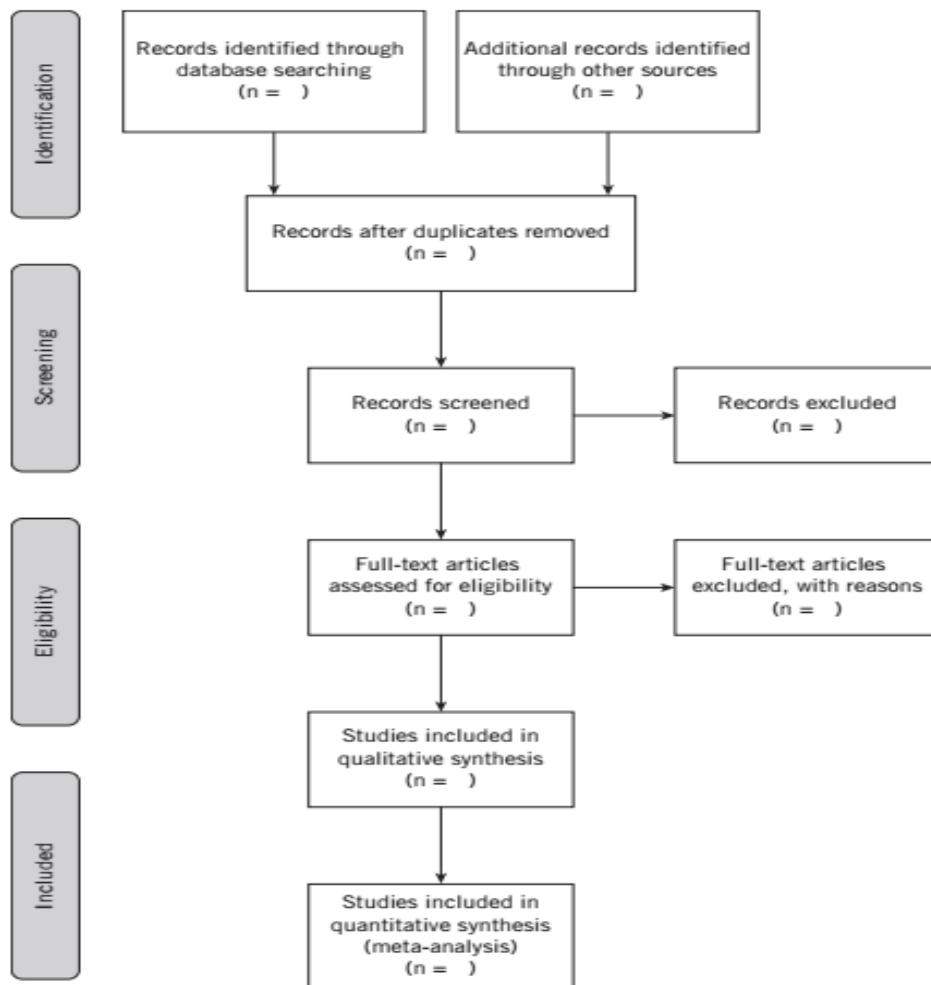 Identification
Records identified through
database searching
(n =   )
Additional records identified
through other sources
(n =   )
Records after duplicates removed
(n =   )
Screening
Records screened
(n =   )
Records excluded
(n =   )
Eligibility
Full-text articles
assessed for eligibility
(n =   )
Full-text articles
excluded, with reasons
(n =   )
Studies included in
qualitative synthesis
(n =   )
Included
Studies included in
quantitative synthesis
(meta-analysis)
(n =   )